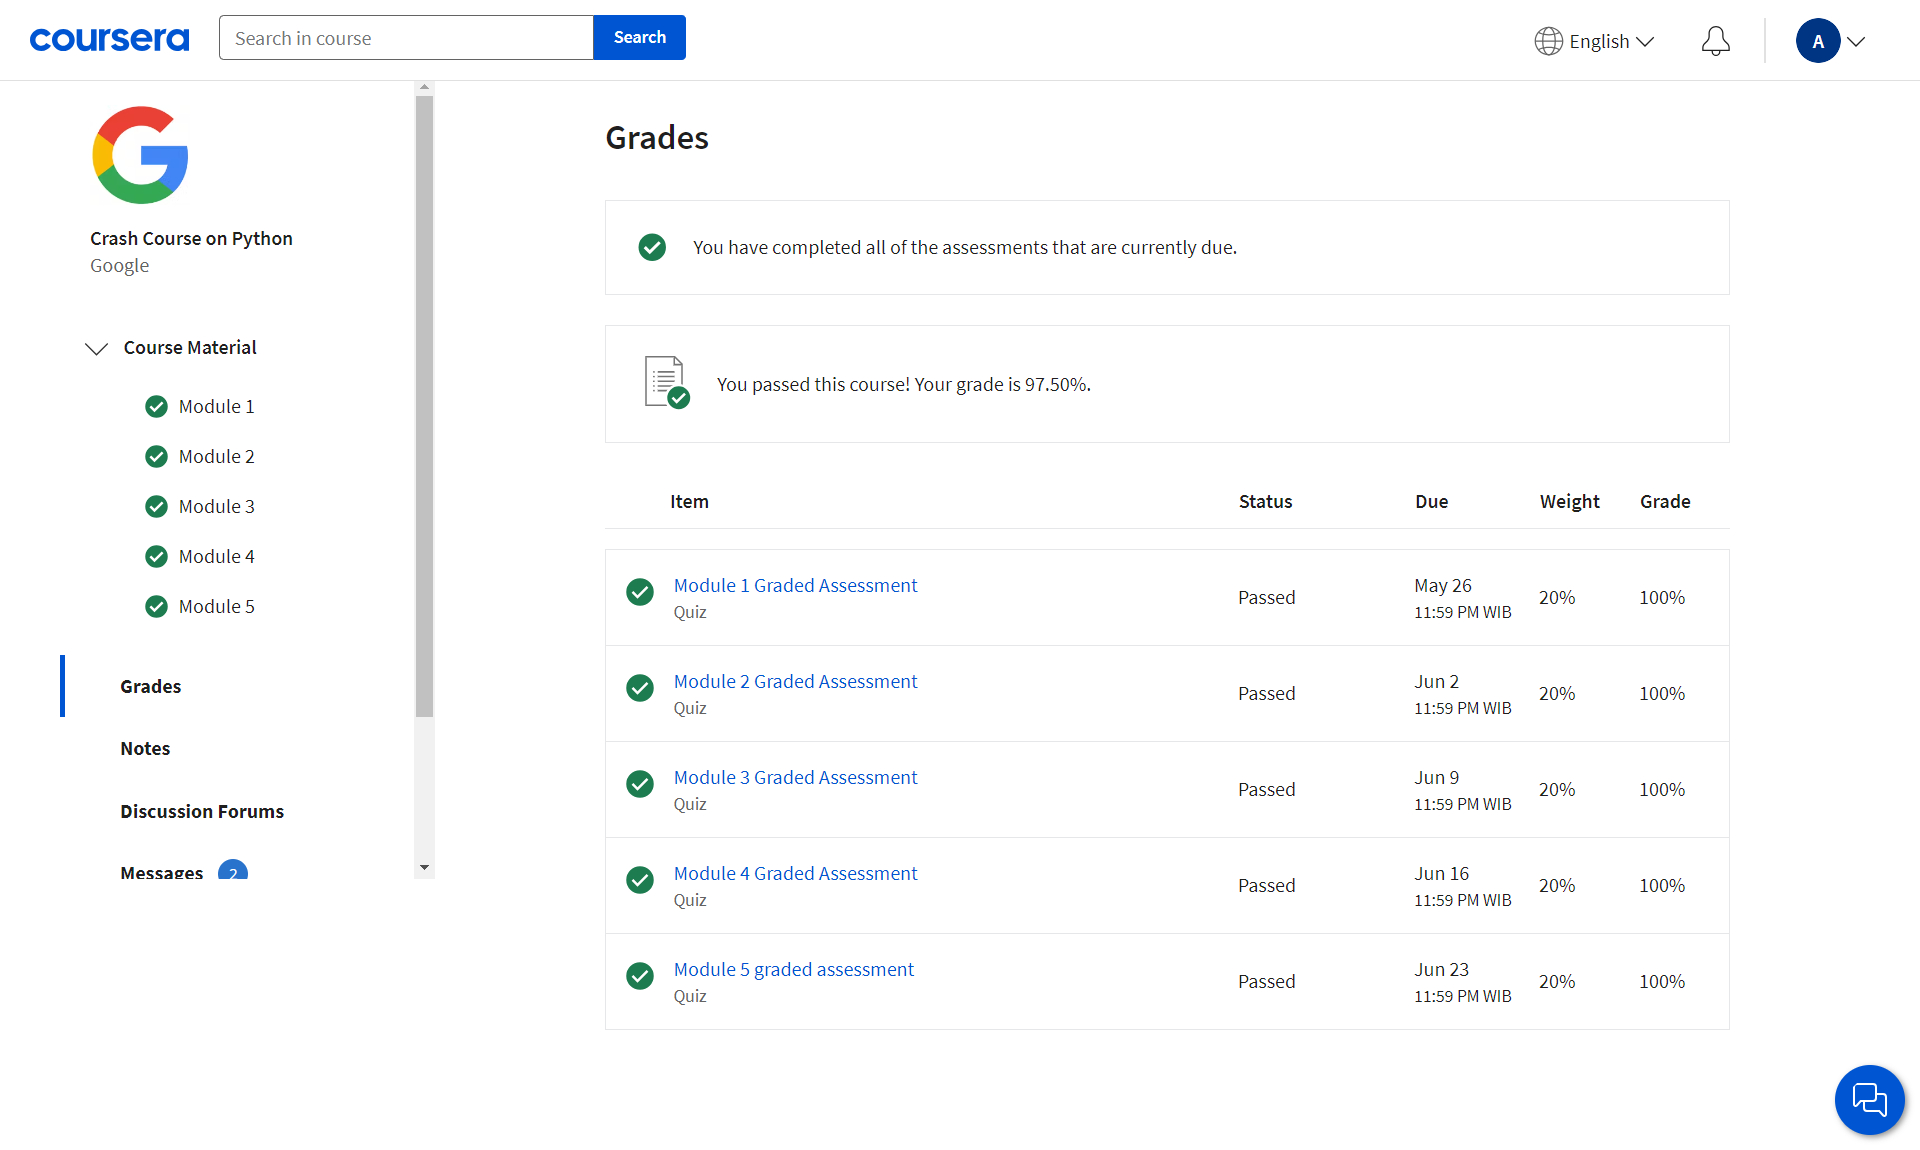 coursera
Search in course
Search
English
A
Crash Course on Python
Google
Course Material
Module 1
Module 2
Module 3
Module 4
Module 5
Grades
Notes
Discussion Forums
Messages 2
Grades
You have completed all of the assessments that are currently due.
You passed this course! Your grade is 97.50%.
Item Status Due Weight Grade
Module 1 Graded Assessment
Quiz
Passed
May 26
11:59 PM WIB
20%
100%
Module 2 Graded Assessment
Quiz
Passed
Jun 2
11:59 PM WIB
20%
100%
Module 3 Graded Assessment
Quiz
Passed
Jun 9
11:59 PM WIB
20%
100%
Module 4 Graded Assessment
Quiz
Passed
Jun 16
11:59 PM WIB
20%
100%
Module 5 graded assessment
Quiz
Passed
Jun 23
11:59 PM WIB
20%
100%